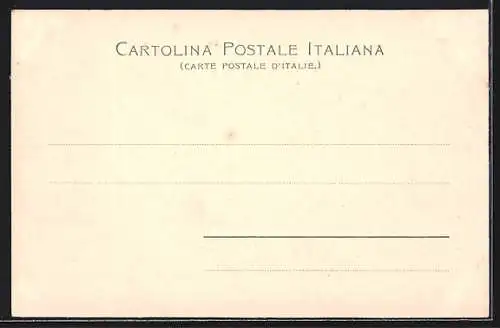 CARTOLINA POSTALE ITALIANA
(CARTE POSTALE D'ITALIE.)